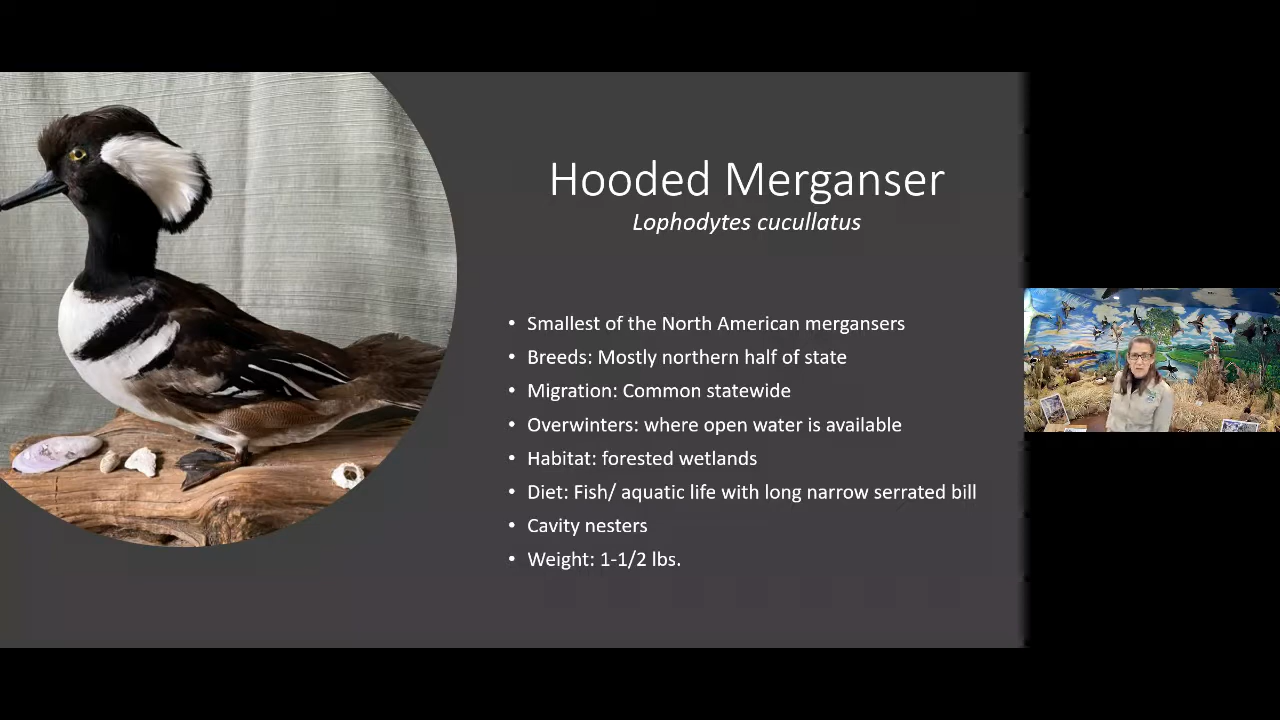 Hooded Merganser
Lophodytes cucullatus
• Smallest of the North American mergansers
• Breeds: Mostly northern half of state
• Migration: Common statewide
• Overwinters: where open water is available
• Habitat: forested wetlands
• Diet: Fish/ aquatic life with long narrow serrated bill
• Cavity nesters
• Weight: 1-1/2 lbs.